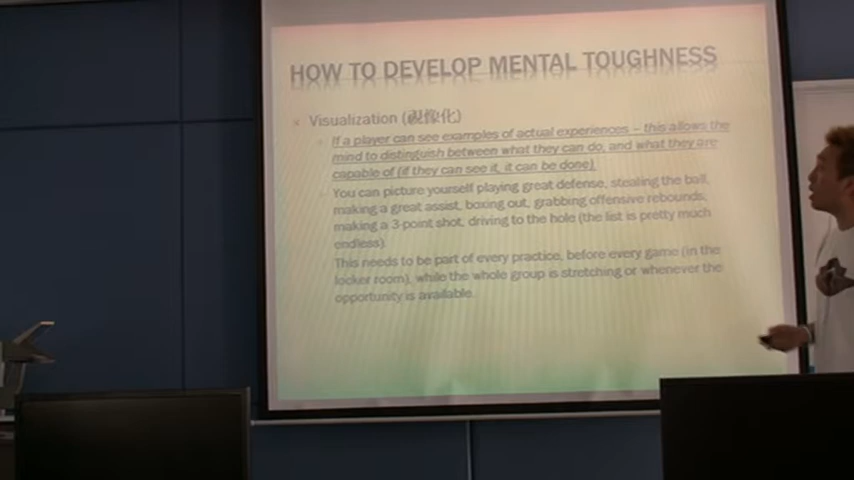 HOW TO DEVELOP MENTAL TOUGHNESS
Visualization (視像化)
If a player can see examples of actual experiences – this allows the
mind to distinguish between what they can do, and what they are
capable of (if they can see it, it can be done).
You can picture yourself playing great defense, stealing the ball,
making a great assist, boxing out, grabbing offensive rebounds,
making a 3-point shot, driving to the hole (the list is pretty much
endless).
This needs to be part of every practice, before every game (in the
locker room), while the whole group is stretching or whenever the
opportunity is available.